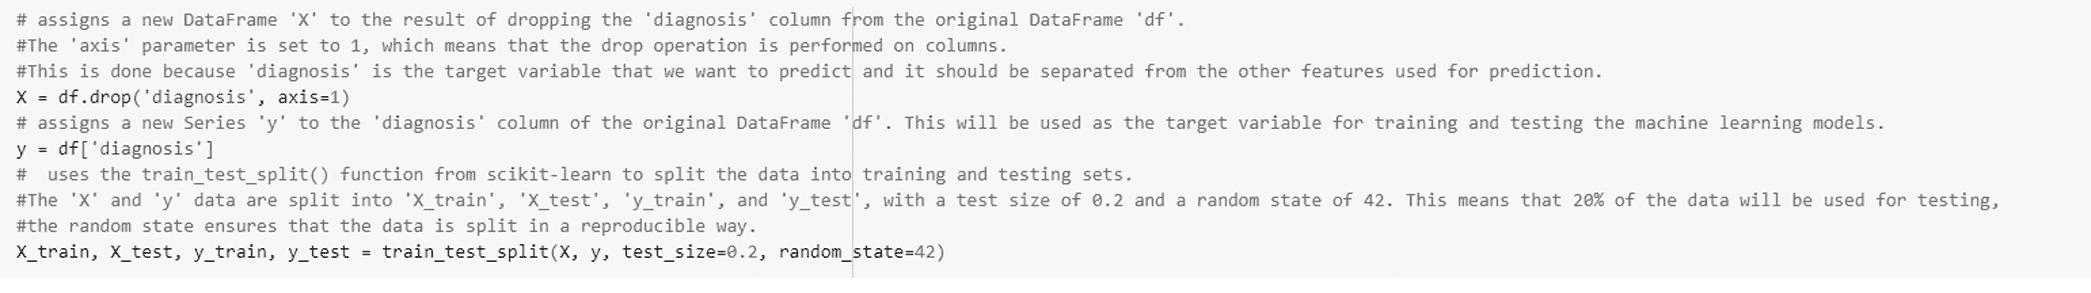 # assigns a new DataFrame 'X' to the result of dropping the 'diagnosis' column from the original DataFrame 'df'.
#The 'axis' parameter is set to 1, which means that the drop operation is performed on columns.
#This is done because 'diagnosis' is the target variable that we want to predict and it should be separated from the other features used for prediction.
X = df.drop('diagnosis', axis=1)
# assigns a new Series 'y' to the 'diagnosis' column of the original DataFrame 'df'. This will be used as the target variable for training and testing the machine learning models.
y = df['diagnosis']
#  uses the train_test_split() function from scikit-learn to split the data into training and testing sets.
#The 'X' and 'y' data are split into 'X_train', 'X_test', 'y_train', and 'y_test', with a test size of 0.2 and a random state of 42. This means that 20% of the data will be used for testing,
#the random state ensures that the data is split in a reproducible way.
X_train, X_test, y_train, y_test = train_test_split(X, y, test_size=0.2, random_state=42)